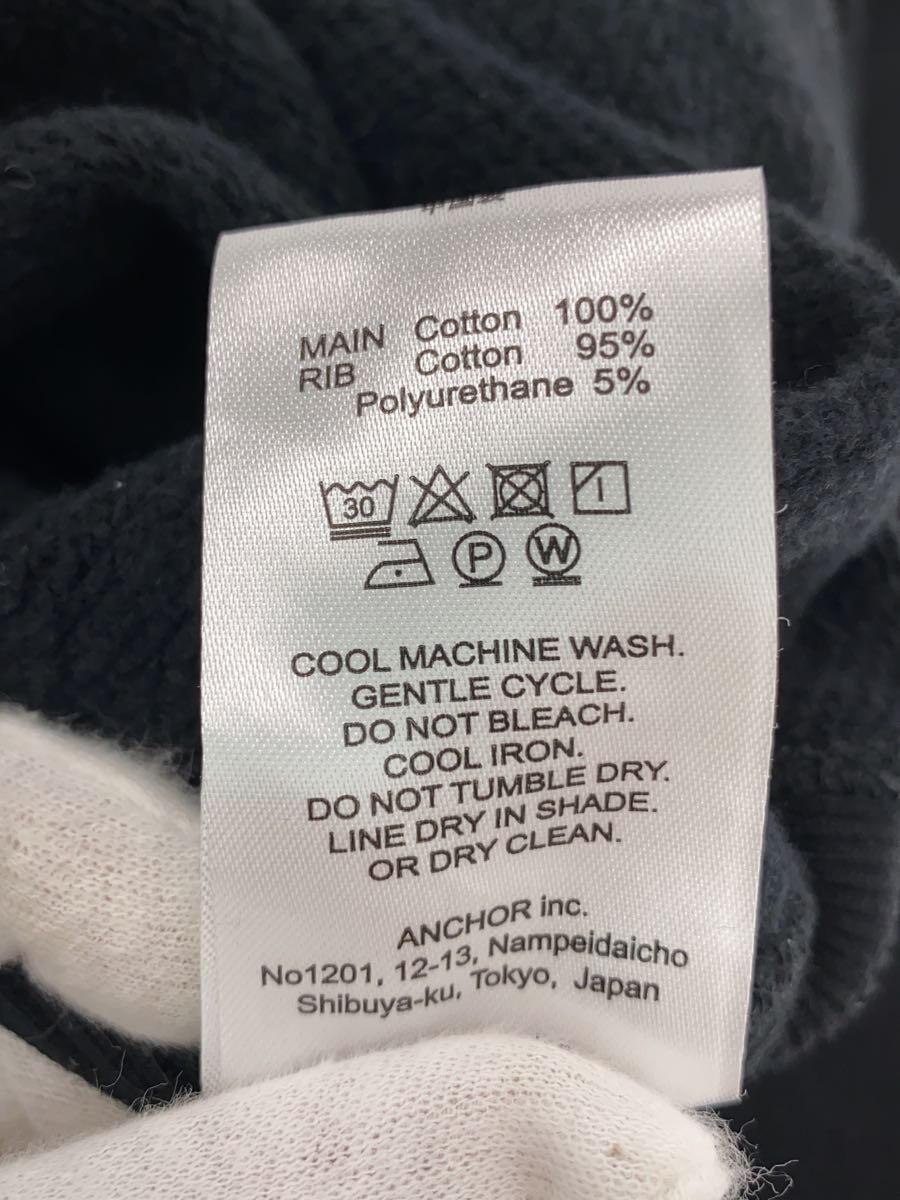 MAIN Cotton 100%
RIB Cotton 95%
Polyurethane 5%
30
P W
COOL MACHINE WASH.
GENTLE CYCLE.
DO NOT BLEACH.
COOL IRON.
DO NOT TUMBLE DRY.
LINE DRY IN SHADE.
OR DRY CLEAN.
ANCHOR inc.
No1201, 12-13, Nampeidaicho
Shibuya-ku, Tokyo, Japan